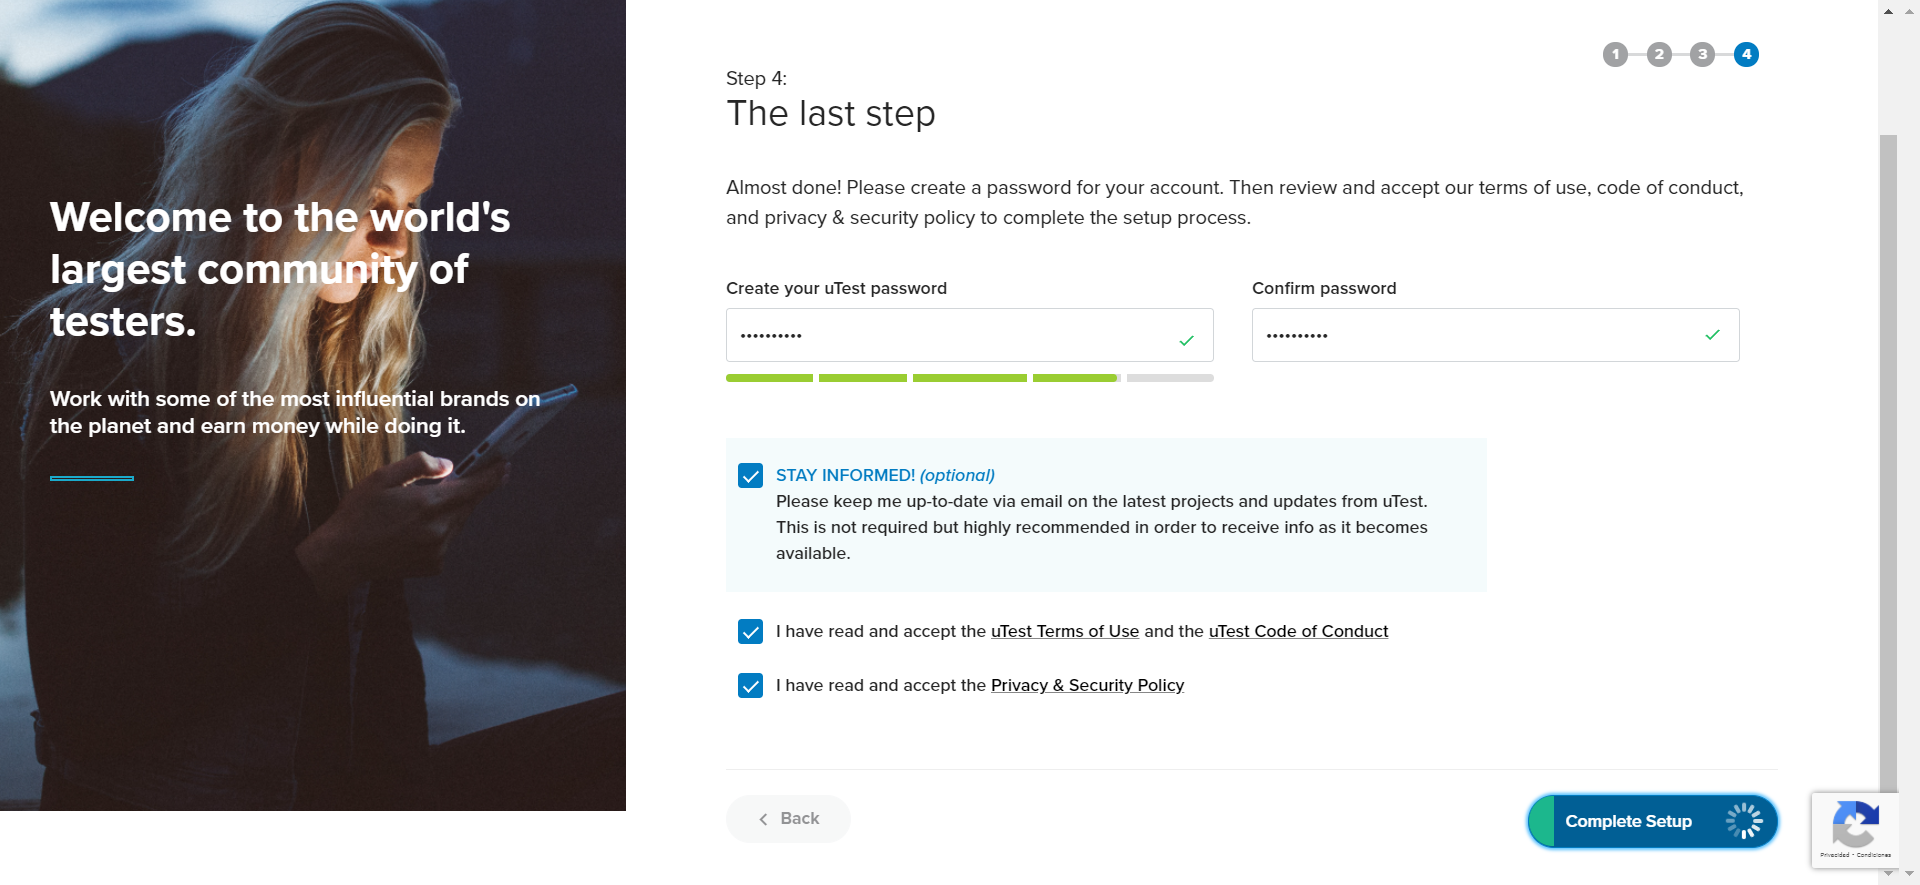 Welcome to the world's
largest community of
testers.
Work with some of the most influential brands on
the planet and earn money while doing it.
1 2 3 4
Step 4:
The last step
Almost done! Please create a password for your account. Then review and accept our terms of use, code of conduct,
and privacy & security policy to complete the setup process.
Create your uTest password
Confirm password
STAY INFORMED! (optional)
Please keep me up-to-date via email on the latest projects and updates from uTest.
This is not required but highly recommended in order to receive info as it becomes
available.
I have read and accept the uTest Terms of Use and the uTest Code of Conduct
I have read and accept the Privacy & Security Policy
Back
Complete Setup
Privacidad - Condiciones